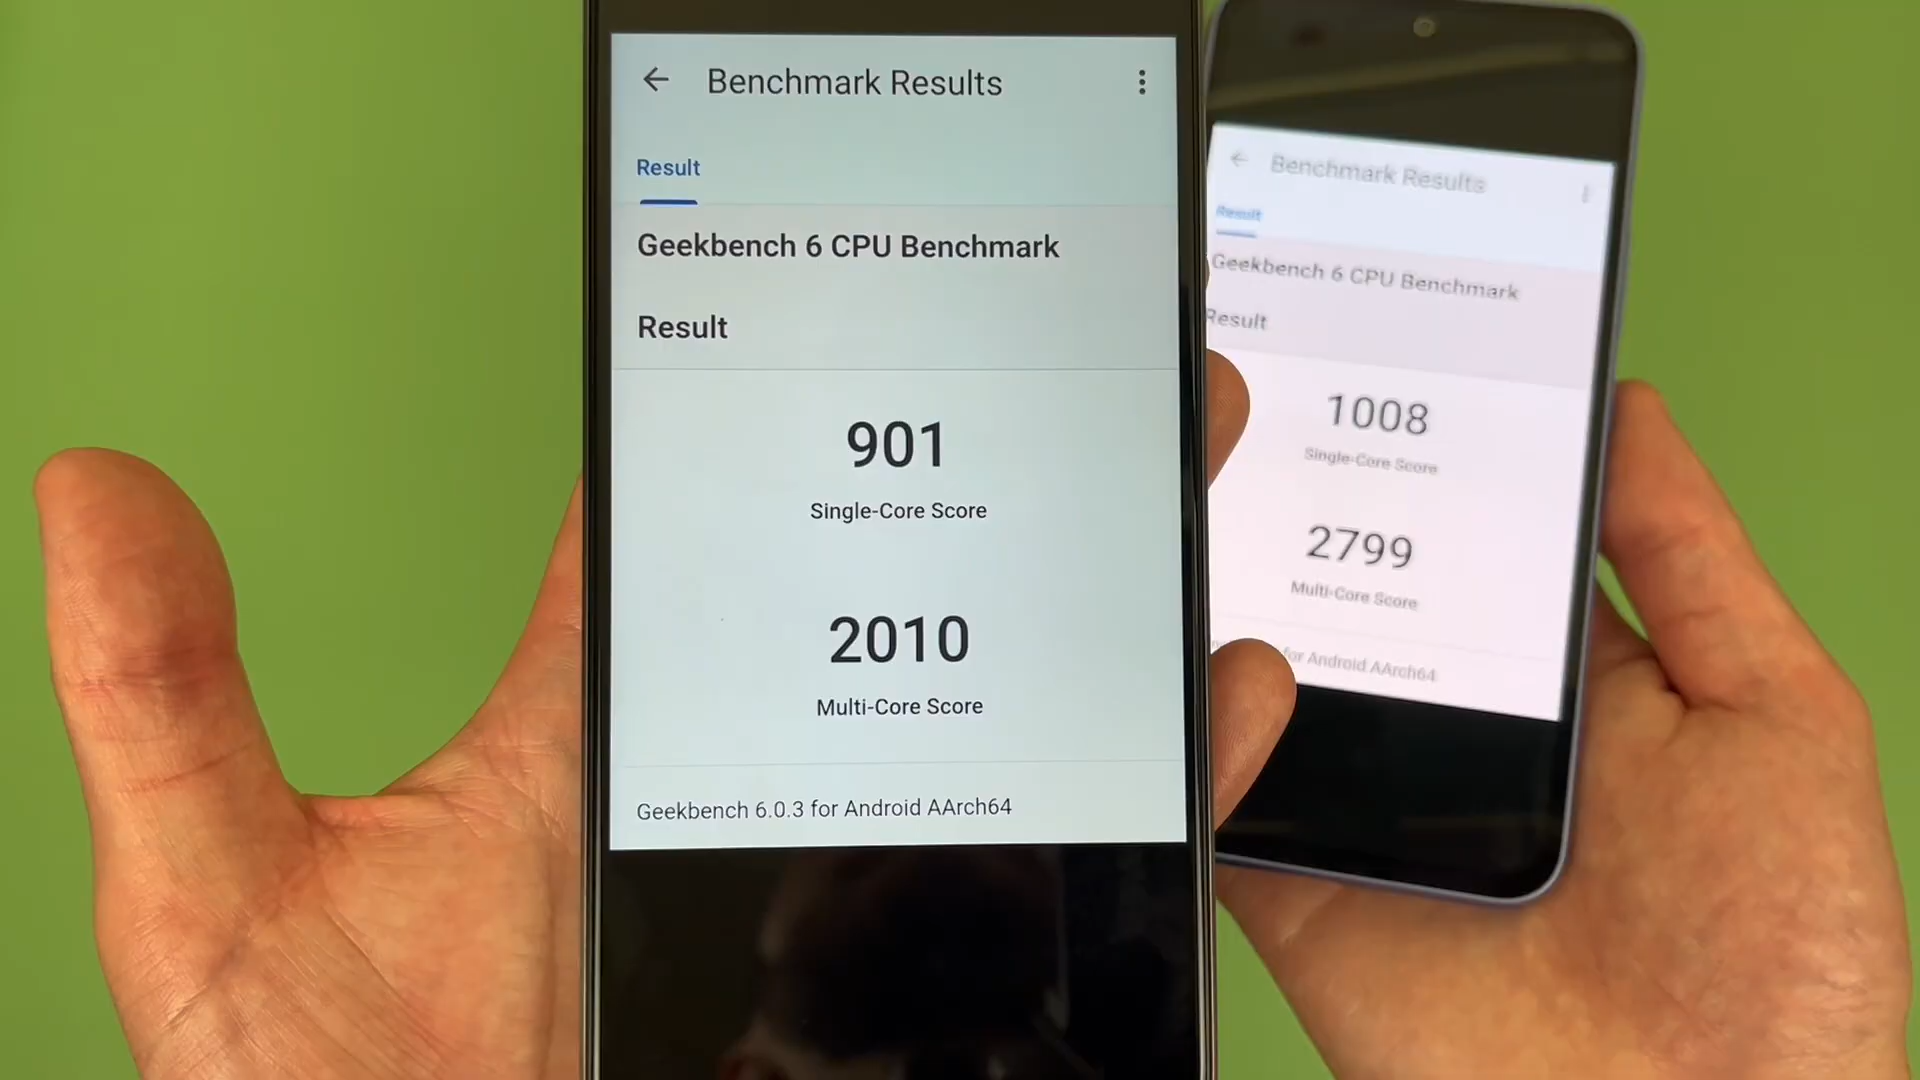 Benchmark Results
Result
Geekbench 6 CPU Benchmark
Result
901
Single-Core Score
2010
Multi-Core Score
Geekbench 6.0.3 for Android AArch64
Benchmark Results
Result
Geekbench 6 CPU Benchmark
Result
1008
Single-Core Score
2799
Multi-Core Score
for Android AArch64